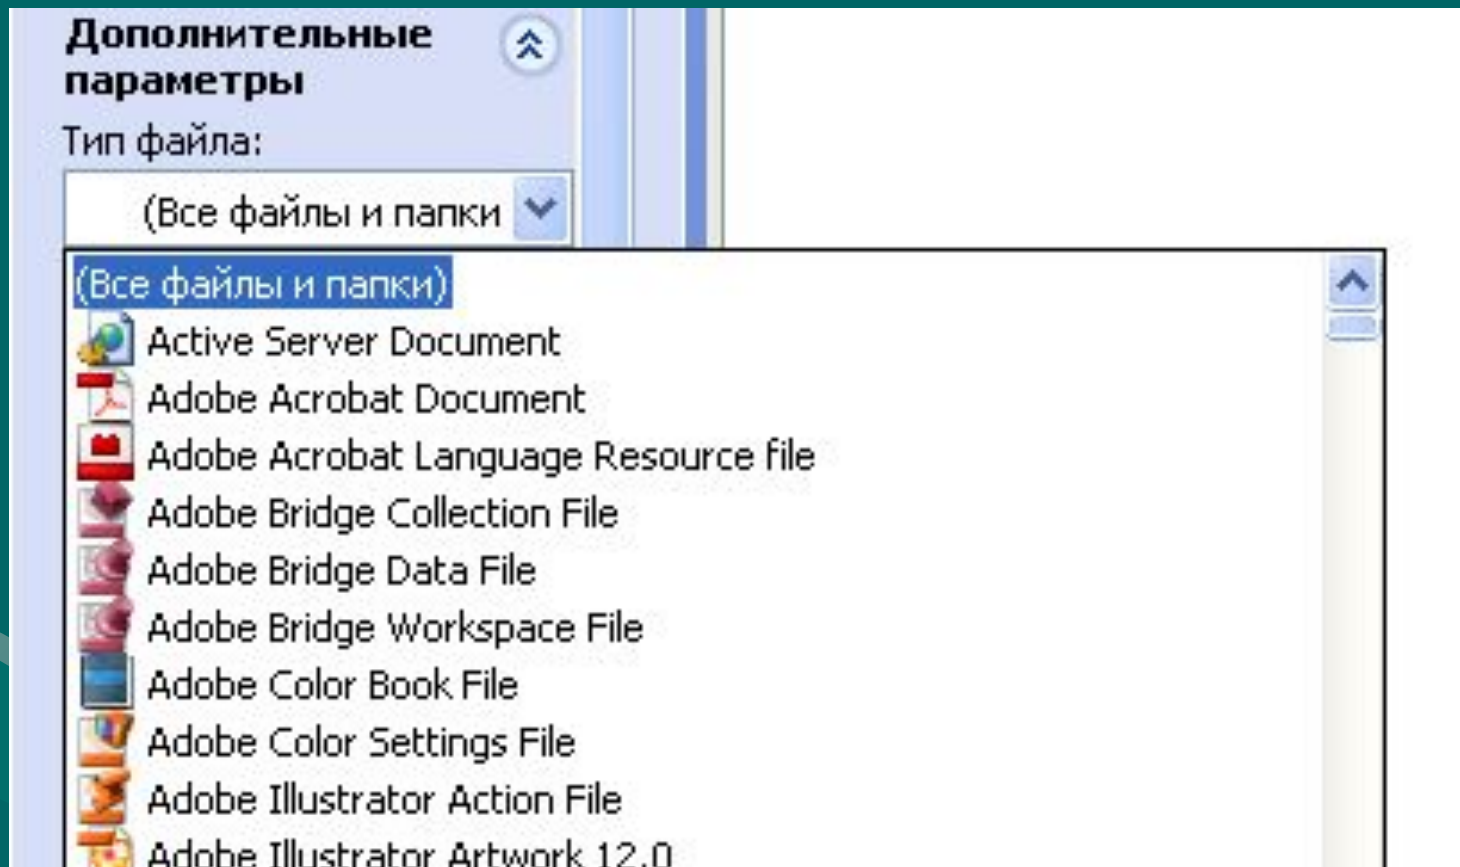 Дополнительные
параметры
Тип файла:
(Все файлы и папки
(Все файлы и папки)
Active Server Document
Adobe Acrobat Document
Adobe Acrobat Language Resource file
Adobe Bridge Collection File
Adobe Bridge Data File
Adobe Bridge Workspace File
Adobe Color Book File
Adobe Color Settings File
Adobe Illustrator Action File
Adobe Illustrator Artwork 12.0